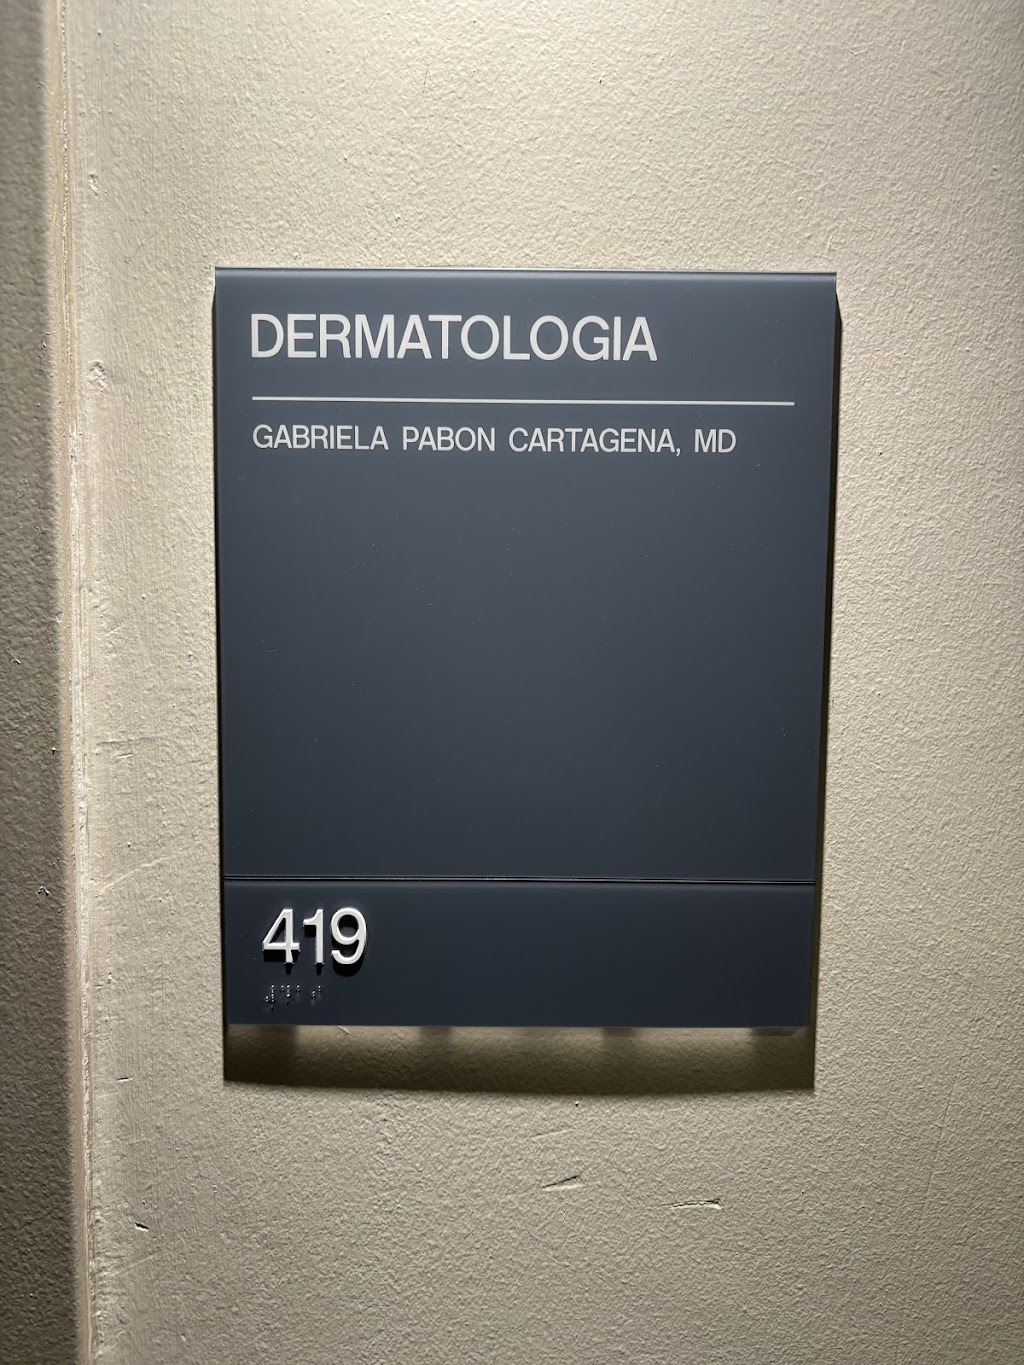 DERMATOLOGIA
GABRIELA PABON CARTAGENA, MD
419